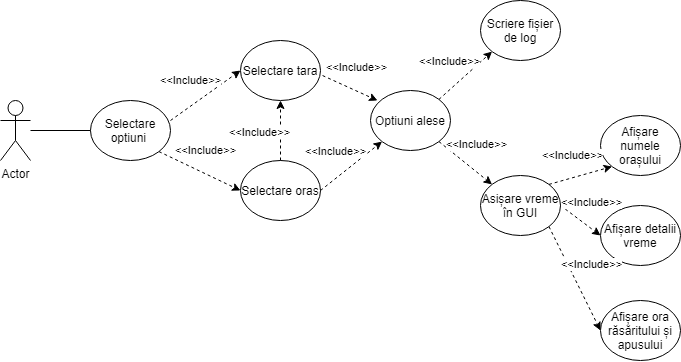 Scriere fișier
de log
<<Include>>
Selectare tara
<<Include>>
<<Include>>
Selectare
optiuni
Optiuni alese
<<Include>>
Actor
<<Include>>
<<Include>>
<<Include>>
Selectare oras
<<Include>>
Afișare
numele
orașului
<<Include>>
Asișare vreme
în GUI
<<Include>>
Afișare detalii
vreme
<<Include>>
Afișare ora
răsăritului și
apusului